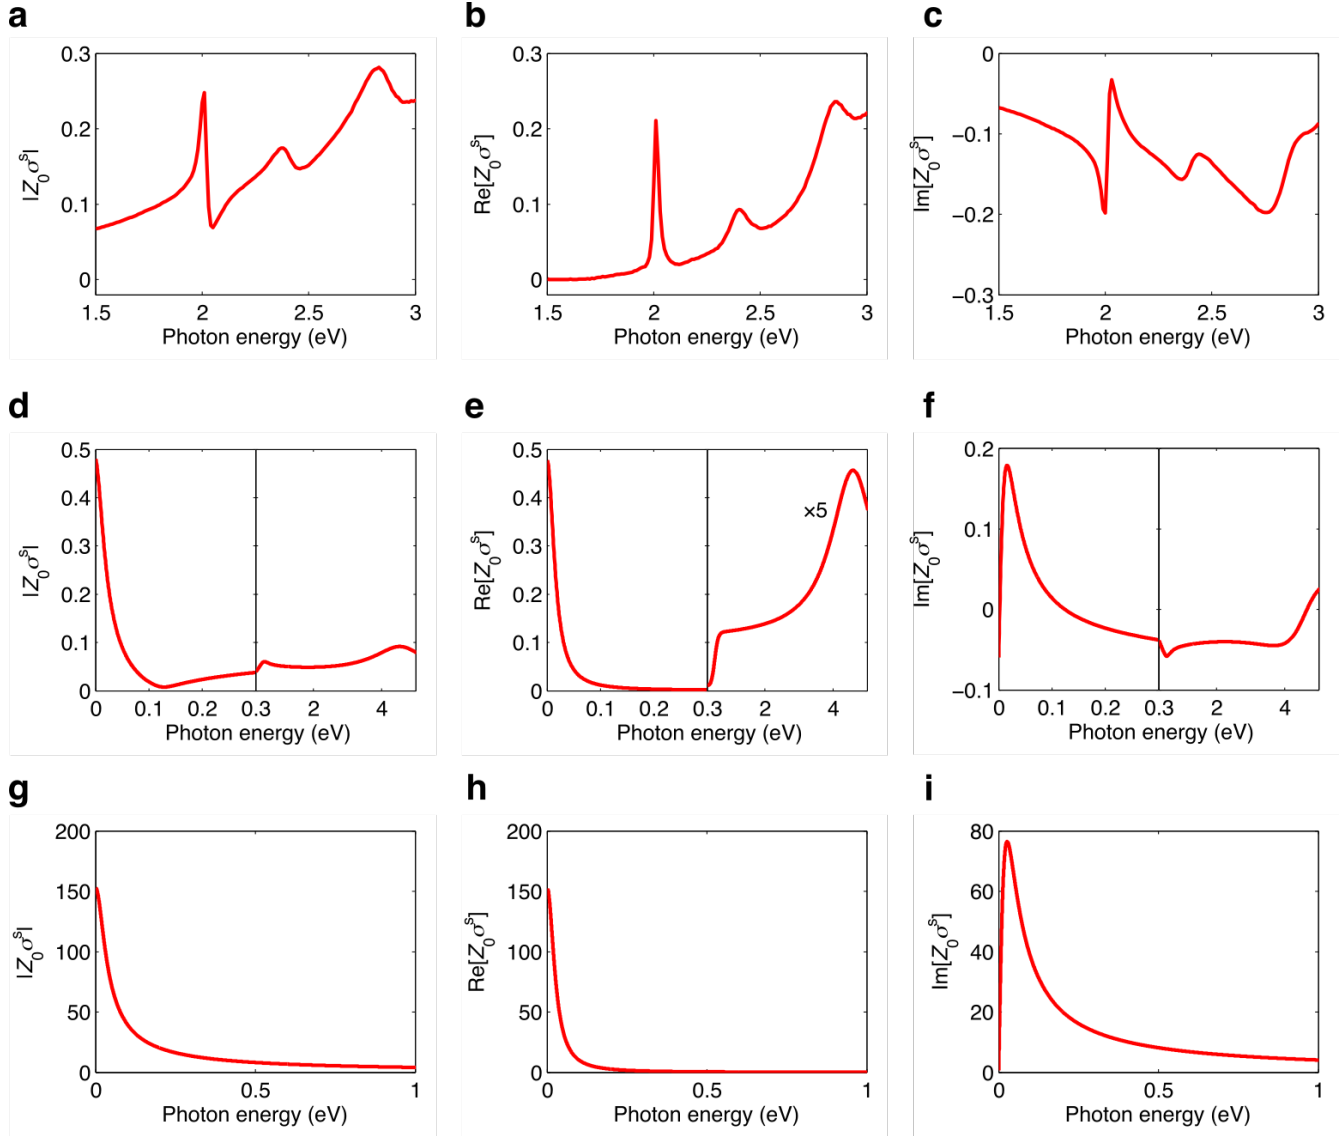 a
b
c
|Z₀σˢ|
0.3
0.2
0.1
0
1.5 2 2.5 3
Photon energy (eV)
Re[Z₀σˢ]
0.3
0.2
0.1
0
1.5 2 2.5 3
Photon energy (eV)
Im[Z₀σˢ]
0
−0.1
−0.2
−0.3
1.5 2 2.5 3
Photon energy (eV)
d
e
f
|Z₀σˢ|
0.5
0.4
0.3
0.2
0.1
0
0 0.1 0.2 0.3 2 4
Photon energy (eV)
Re[Z₀σˢ]
0.5
0.4
0.3
0.2
0.1
0
×5
0 0.1 0.2 0.3 2 4
Photon energy (eV)
Im[Z₀σˢ]
0.2
0.1
0
−0.1
0 0.1 0.2 0.3 2 4
Photon energy (eV)
g
h
i
|Z₀σˢ|
200
150
100
50
0
0 0.5 1
Photon energy (eV)
Re[Z₀σˢ]
200
150
100
50
0
0 0.5 1
Photon energy (eV)
Im[Z₀σˢ]
80
60
40
20
0
0 0.5 1
Photon energy (eV)